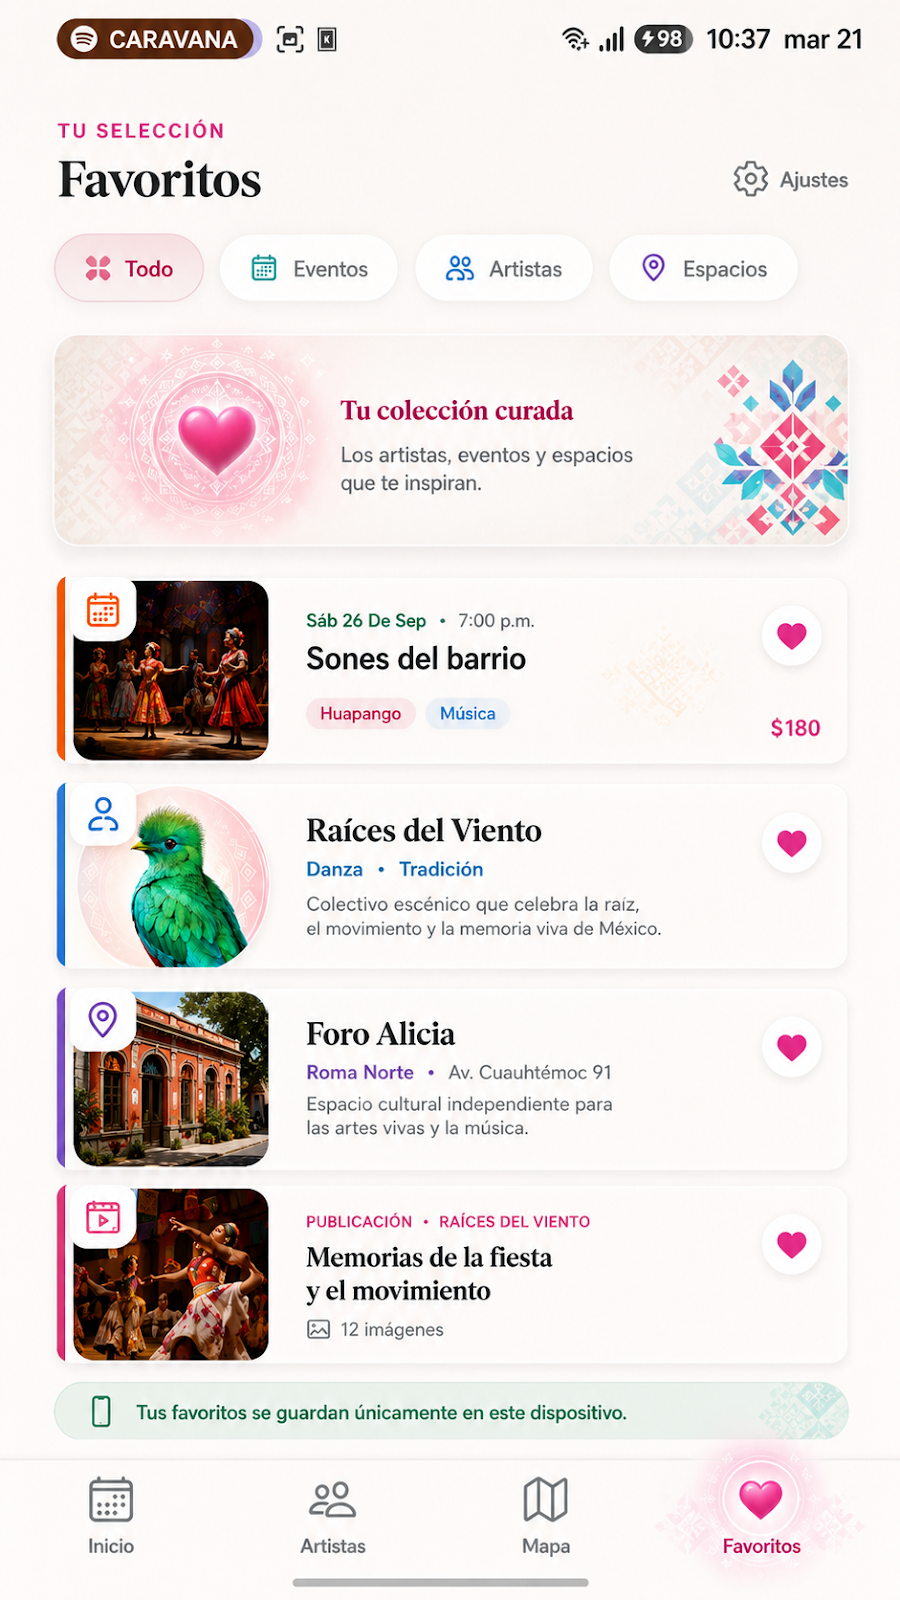 CARAVANA
98 10:37 mar 21
TU SELECCIÓN
Favoritos
Ajustes
Todo
Eventos
Artistas
Espacios
Tu colección curada
Los artistas, eventos y espacios
que te inspiran.
Sáb 26 De Sep • 7:00 p.m.
Sones del barrio
Huapango
Música
$180
Raíces del Viento
Danza • Tradición
Colectivo escénico que celebra la raíz,
el movimiento y la memoria viva de México.
Foro Alicia
Roma Norte • Av. Cuauhtémoc 91
Espacio cultural independiente para
las artes vivas y la música.
PUBLICACIÓN • RAÍCES DEL VIENTO
Memorias de la fiesta
y el movimiento
12 imágenes
Tus favoritos se guardan únicamente en este dispositivo.
Inicio
Artistas
Mapa
Favoritos